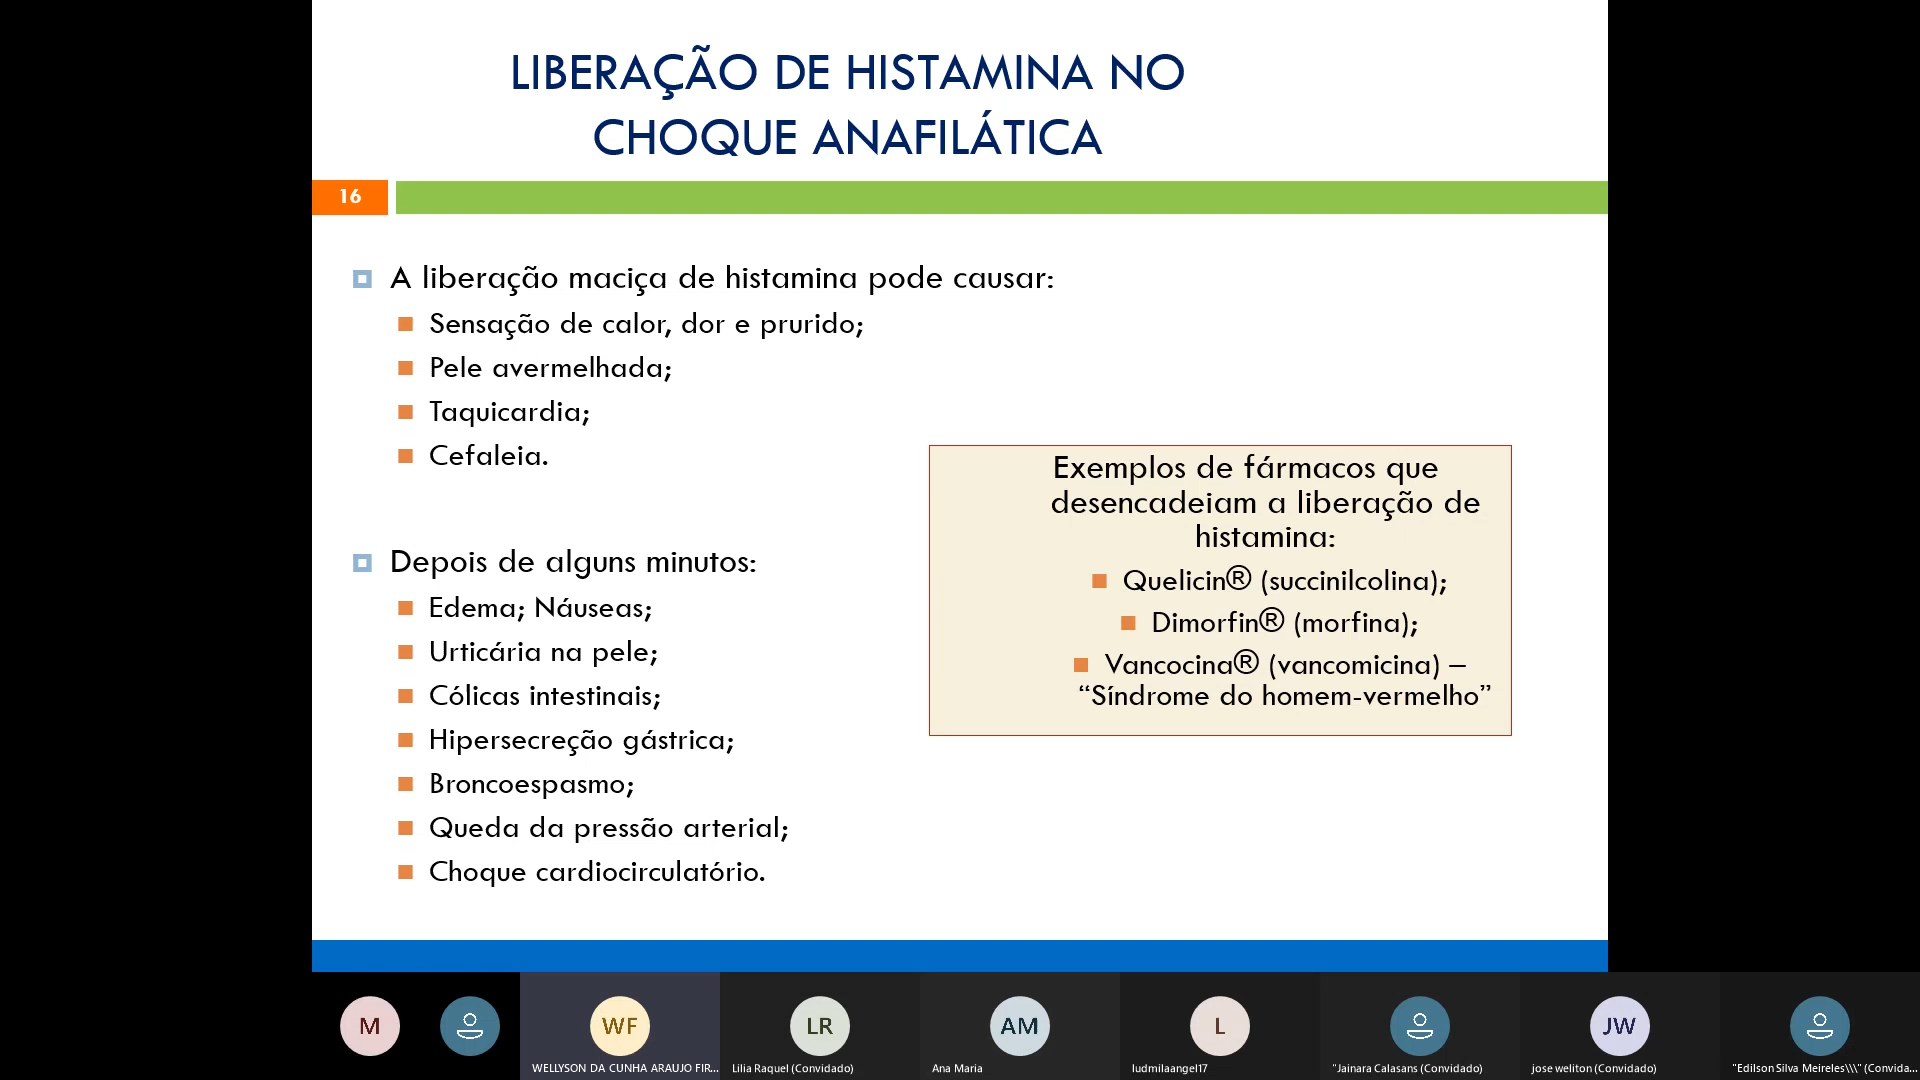 LIBERAÇÃO DE HISTAMINA NO
CHOQUE ANAFILÁTICA
16
A liberação maciça de histamina pode causar:
Sensação de calor, dor e prurido;
Pele avermelhada;
Taquicardia;
Cefaleia.
Depois de alguns minutos:
Edema; Náuseas;
Urticária na pele;
Cólicas intestinais;
Hipersecreção gástrica;
Broncoespasmo;
Queda da pressão arterial;
Choque cardiocirculatório.
Exemplos de fármacos que
desencadeiam a liberação de
histamina:
Quelicin® (succinilcolina);
Dimorfin® (morfina);
Vancocina® (vancomicina) –
“Síndrome do homem-vermelho”
M
WF
LR
AM
L
JW
WELLYSON DA CUNHA ARAUJO FIR...
Lilia Raquel (Convidado)
Ana Maria
ludmilaangel17
"Jainara Calasans (Convidado)
jose weliton (Convidado)
"Edilson Silva Meireles\\\" (Convida...